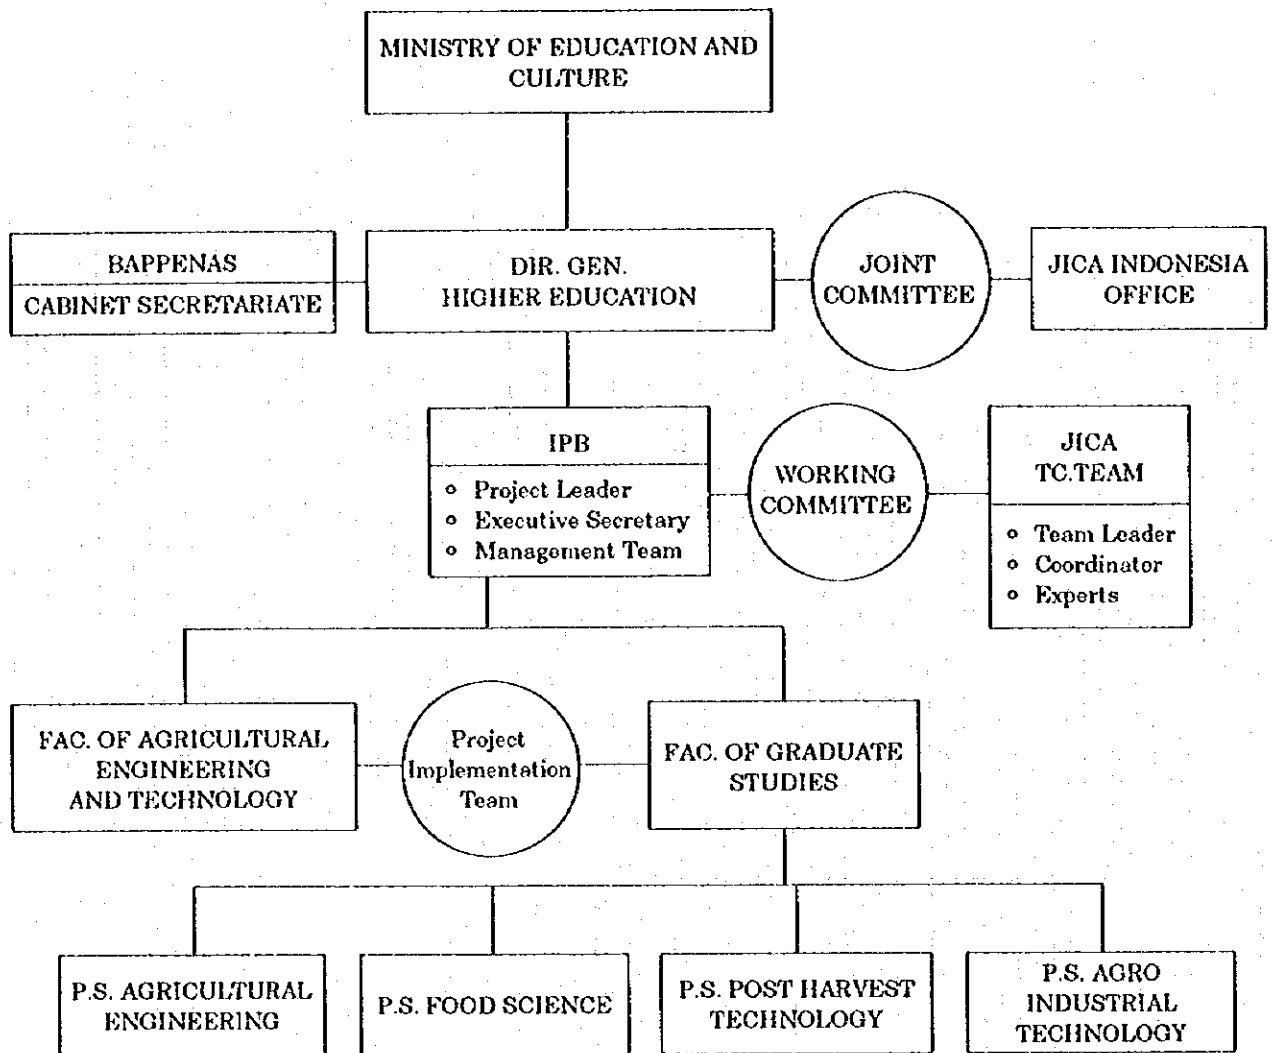 MINISTRY OF EDUCATION AND
CULTURE
BAPPENAS
CABINET SECRETARIATE
DIR. GEN.
HIGHER EDUCATION
JOINT
COMMITTEE
JICA INDONESIA
OFFICE
IPB
o Project Leader
o Executive Secretary
o Management Team
WORKING
COMMITTEE
JICA
TC.TEAM
o Team Leader
o Coordinator
o Experts
FAC. OF AGRICULTURAL
ENGINEERING
AND TECHNOLOGY
Project
Implementation
Team
FAC. OF GRADUATE
STUDIES
P.S. AGRICULTURAL
ENGINEERING
P.S. FOOD SCIENCE
P.S. POST HARVEST
TECHNOLOGY
P.S. AGRO
INDUSTRIAL
TECHNOLOGY